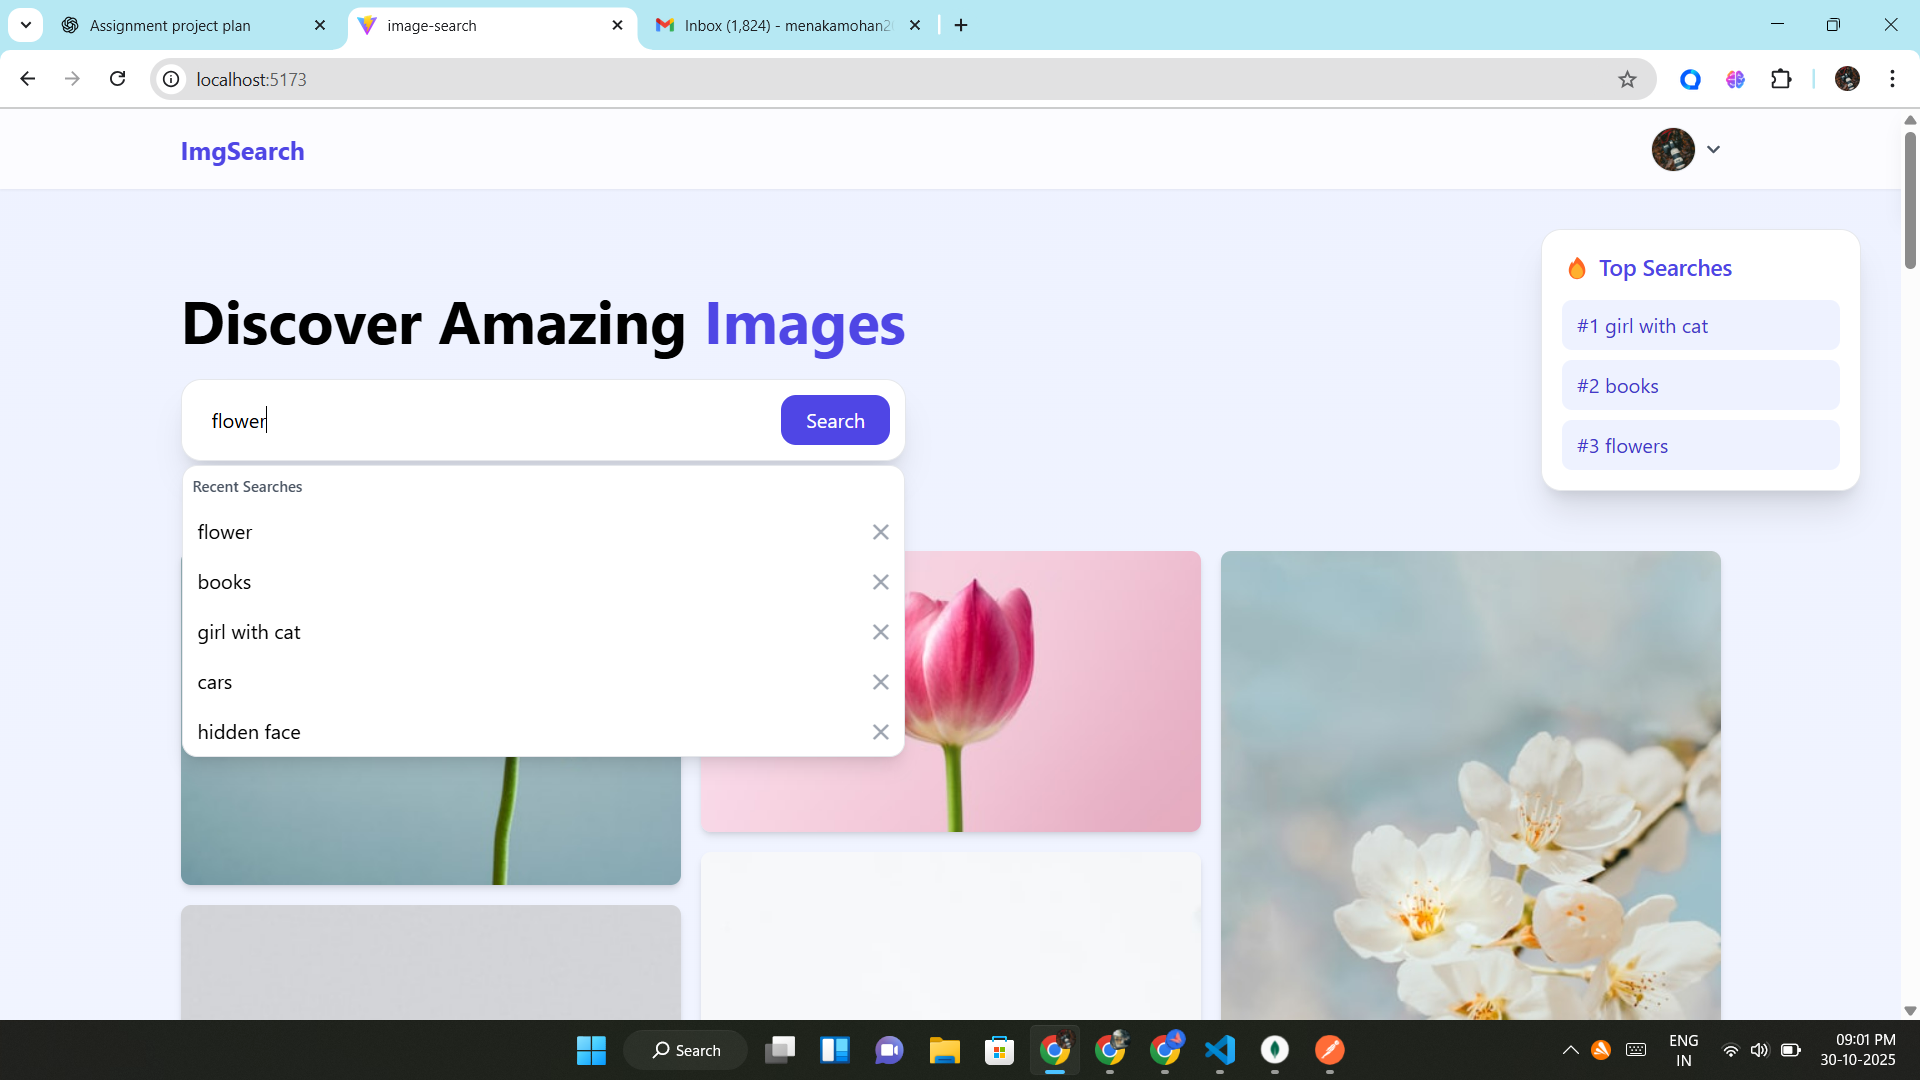 Assignment project plan
image-search
Inbox (1,824) - menakamohan2
localhost:5173
ImgSearch
Discover Amazing Images
flower
Search
Recent Searches
flower
books
girl with cat
cars
hidden face
🔥 Top Searches
#1 girl with cat
#2 books
#3 flowers
Search
ENG
IN
09:01 PM
30-10-2025